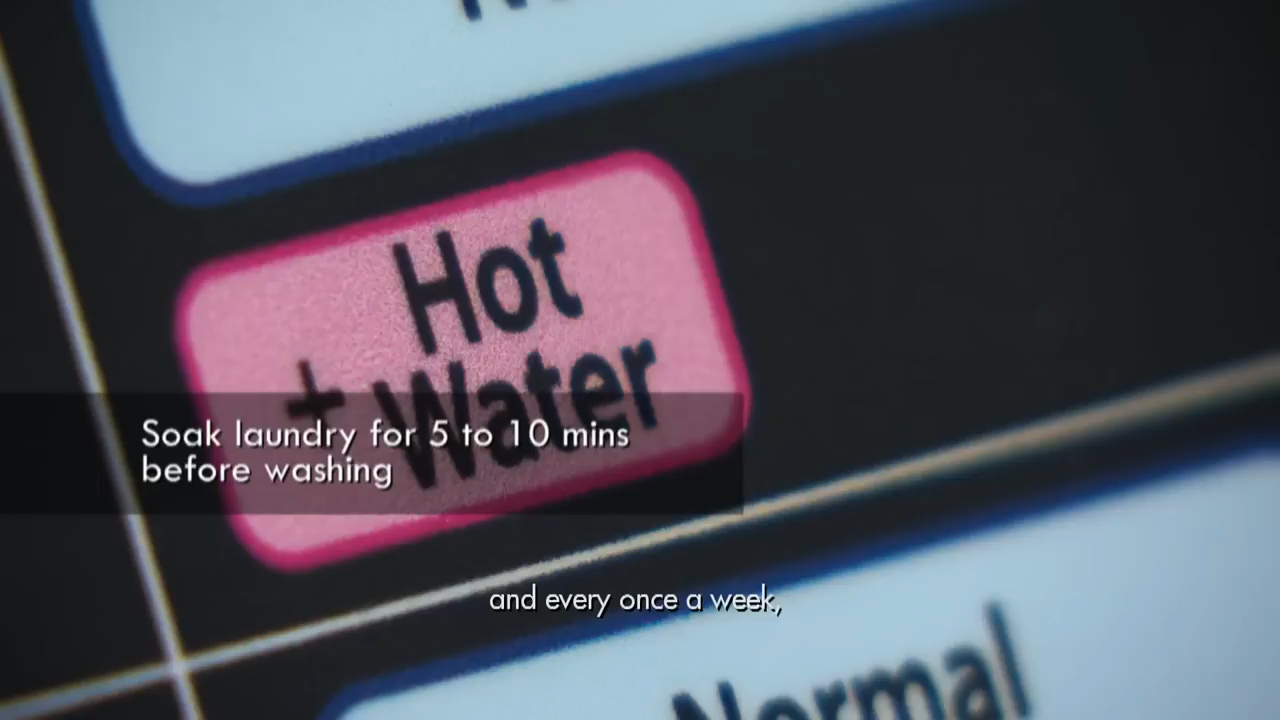 Hot
+ Water
Soak laundry for 5 to 10 mins
before washing
and every once a week,
Normal